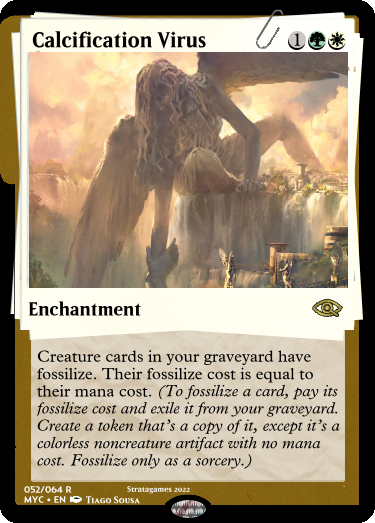 Calcification Virus 1
Enchantment
Creature cards in your graveyard have
fossilize. Their fossilize cost is equal to
their mana cost. (To fossilize a card, pay its
fossilize cost and exile it from your graveyard.
Create a token that's a copy of it, except it's a
colorless noncreature artifact with no mana
cost. Fossilize only as a sorcery.)
052/064 R
Stratagames 2022
MYC • EN Tiago Sousa